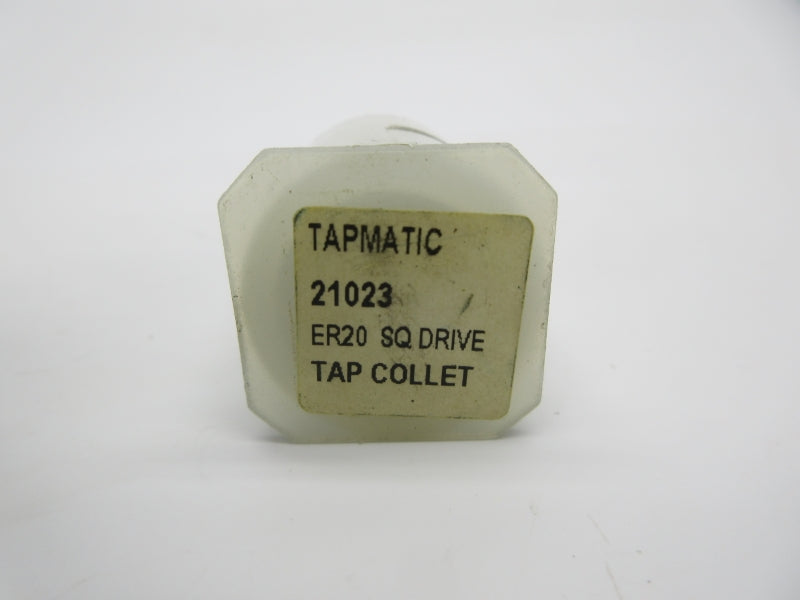 TAPMATIC
21023
ER20 SQ DRIVE
TAP COLLET